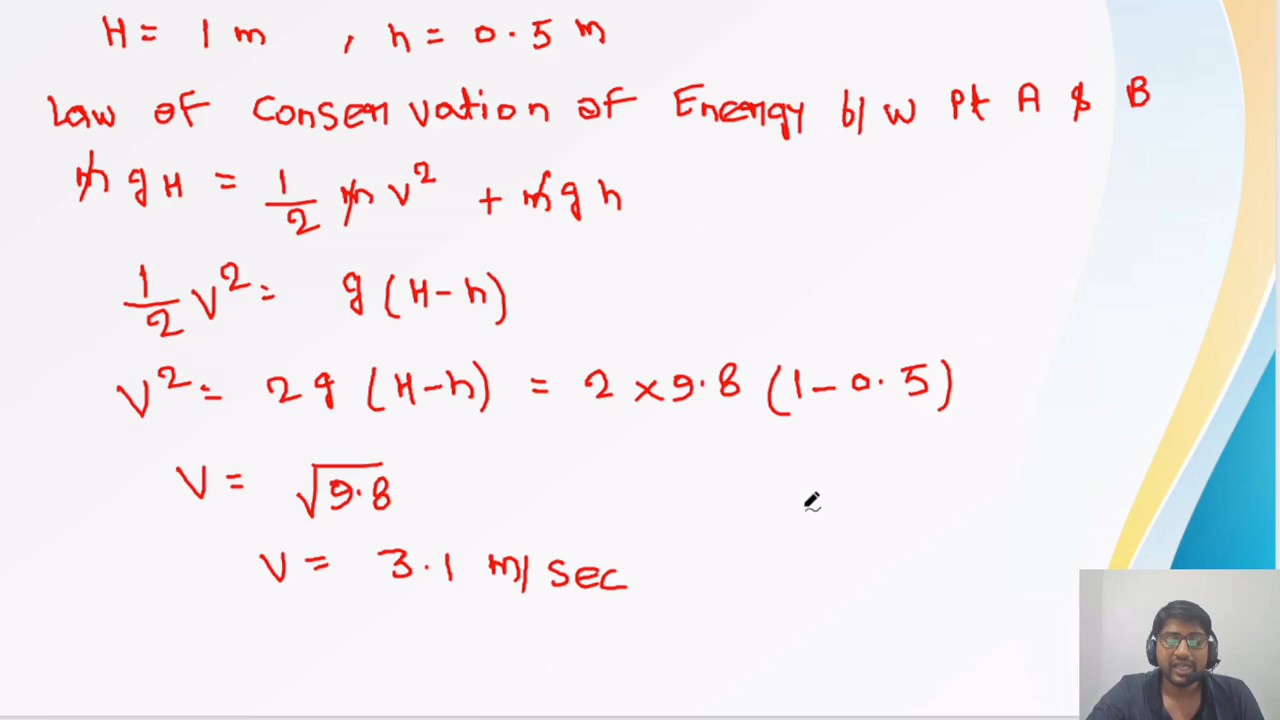 H = 1 m , h = 0.5 m
Law of Conservation of Energy b/w Pt A & B
m g H = 1/2 m v² + m g h
1/2 v² = g (H - h)
v² = 2 g (H - h) = 2 × 9.8 (1 - 0.5)
V = √9.8
V = 3.1 m/sec